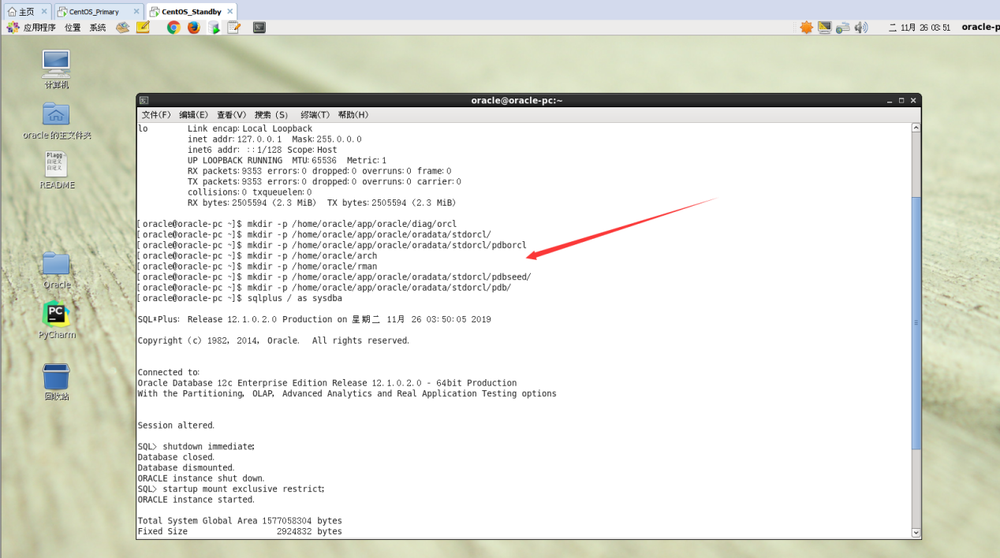 主页 CentOS_Primary CentOS_Standby
应用程序 位置 系统 二 11月 26 03:51 oracle-p
计算机
oracle 的主文件夹
Plagg
自定义
自定义
README
Oracle
PC
PyCharm
回收站
oracle@oracle-pc:~
文件(F) 编辑(E) 查看(V) 搜索 (S) 终端(T) 帮助(H)
lo Link encap:Local Loopback
inet addr:127.0.0.1 Mask:255.0.0.0
inet6 addr: ::1/128 Scope:Host
UP LOOPBACK RUNNING MTU:65536 Metric:1
RX packets:9353 errors:0 dropped:0 overruns:0 frame:0
TX packets:9353 errors:0 dropped:0 overruns:0 carrier:0
collisions:0 txqueuelen:0
RX bytes:2505594 (2.3 MiB) TX bytes:2505594 (2.3 MiB)
[oracle@oracle-pc ~]$ mkdir -p /home/oracle/app/oracle/diag/orcl
[oracle@oracle-pc ~]$ mkdir -p /home/oracle/app/oracle/oradata/stdorcl/
[oracle@oracle-pc ~]$ mkdir -p /home/oracle/app/oracle/oradata/stdorcl/pdborcl
[oracle@oracle-pc ~]$ mkdir -p /home/oracle/arch
[oracle@oracle-pc ~]$ mkdir -p /home/oracle/rman
[oracle@oracle-pc ~]$ mkdir -p /home/oracle/app/oracle/oradata/stdorcl/pdbseed/
[oracle@oracle-pc ~]$ mkdir -p /home/oracle/app/oracle/oradata/stdorcl/pdb/
[oracle@oracle-pc ~]$ sqlplus / as sysdba
SQL*Plus: Release 12.1.0.2.0 Production on 星期二 11月 26 03:50:05 2019
Copyright (c) 1982, 2014, Oracle. All rights reserved.
Connected to:
Oracle Database 12c Enterprise Edition Release 12.1.0.2.0 - 64bit Production
With the Partitioning, OLAP, Advanced Analytics and Real Application Testing options
Session altered.
SQL> shutdown immediate;
Database closed.
Database dismounted.
ORACLE instance shut down.
SQL> startup mount exclusive restrict;
ORACLE instance started.
Total System Global Area 1577058304 bytes
Fixed Size 2924832 bytes